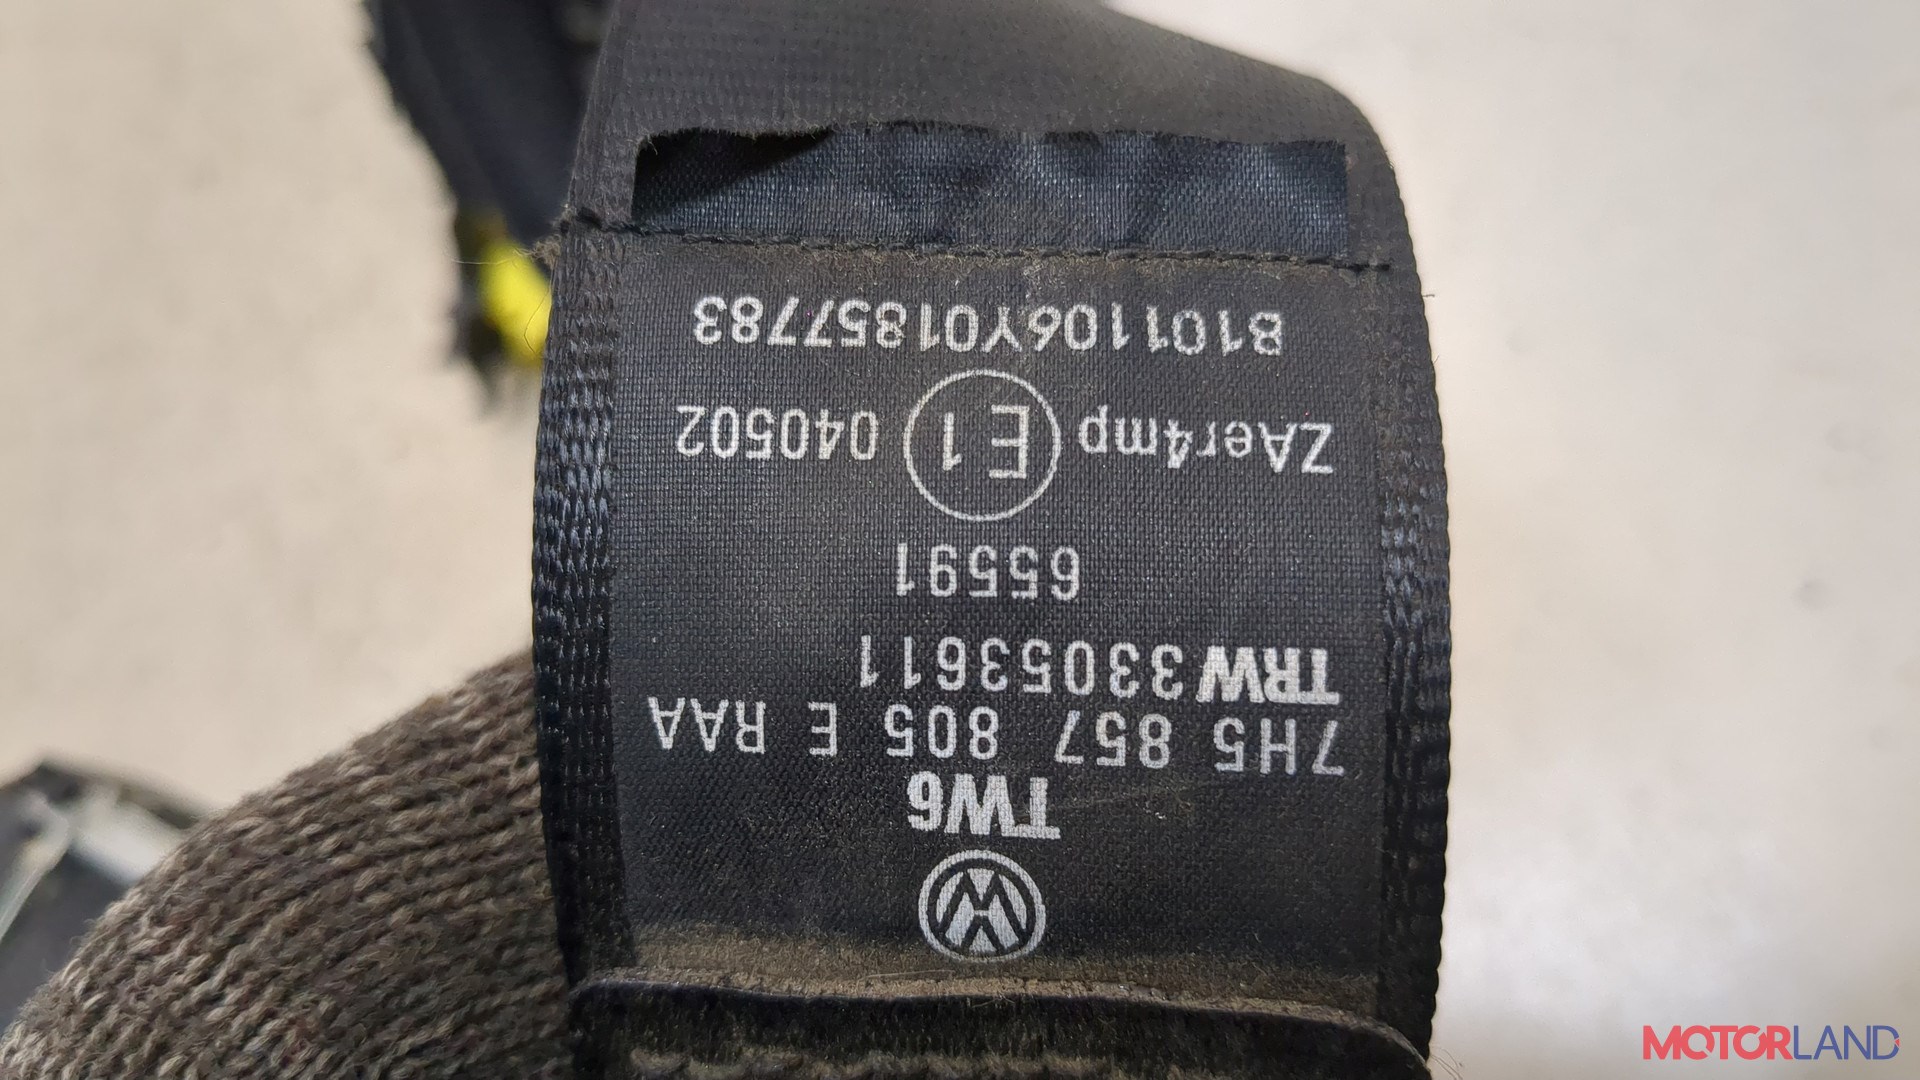 TW6
7H5 857 805 E RAA
TRW 33053611
65591
ZAer4mp E1 040502
B101106Y01857783
MOTORLAND